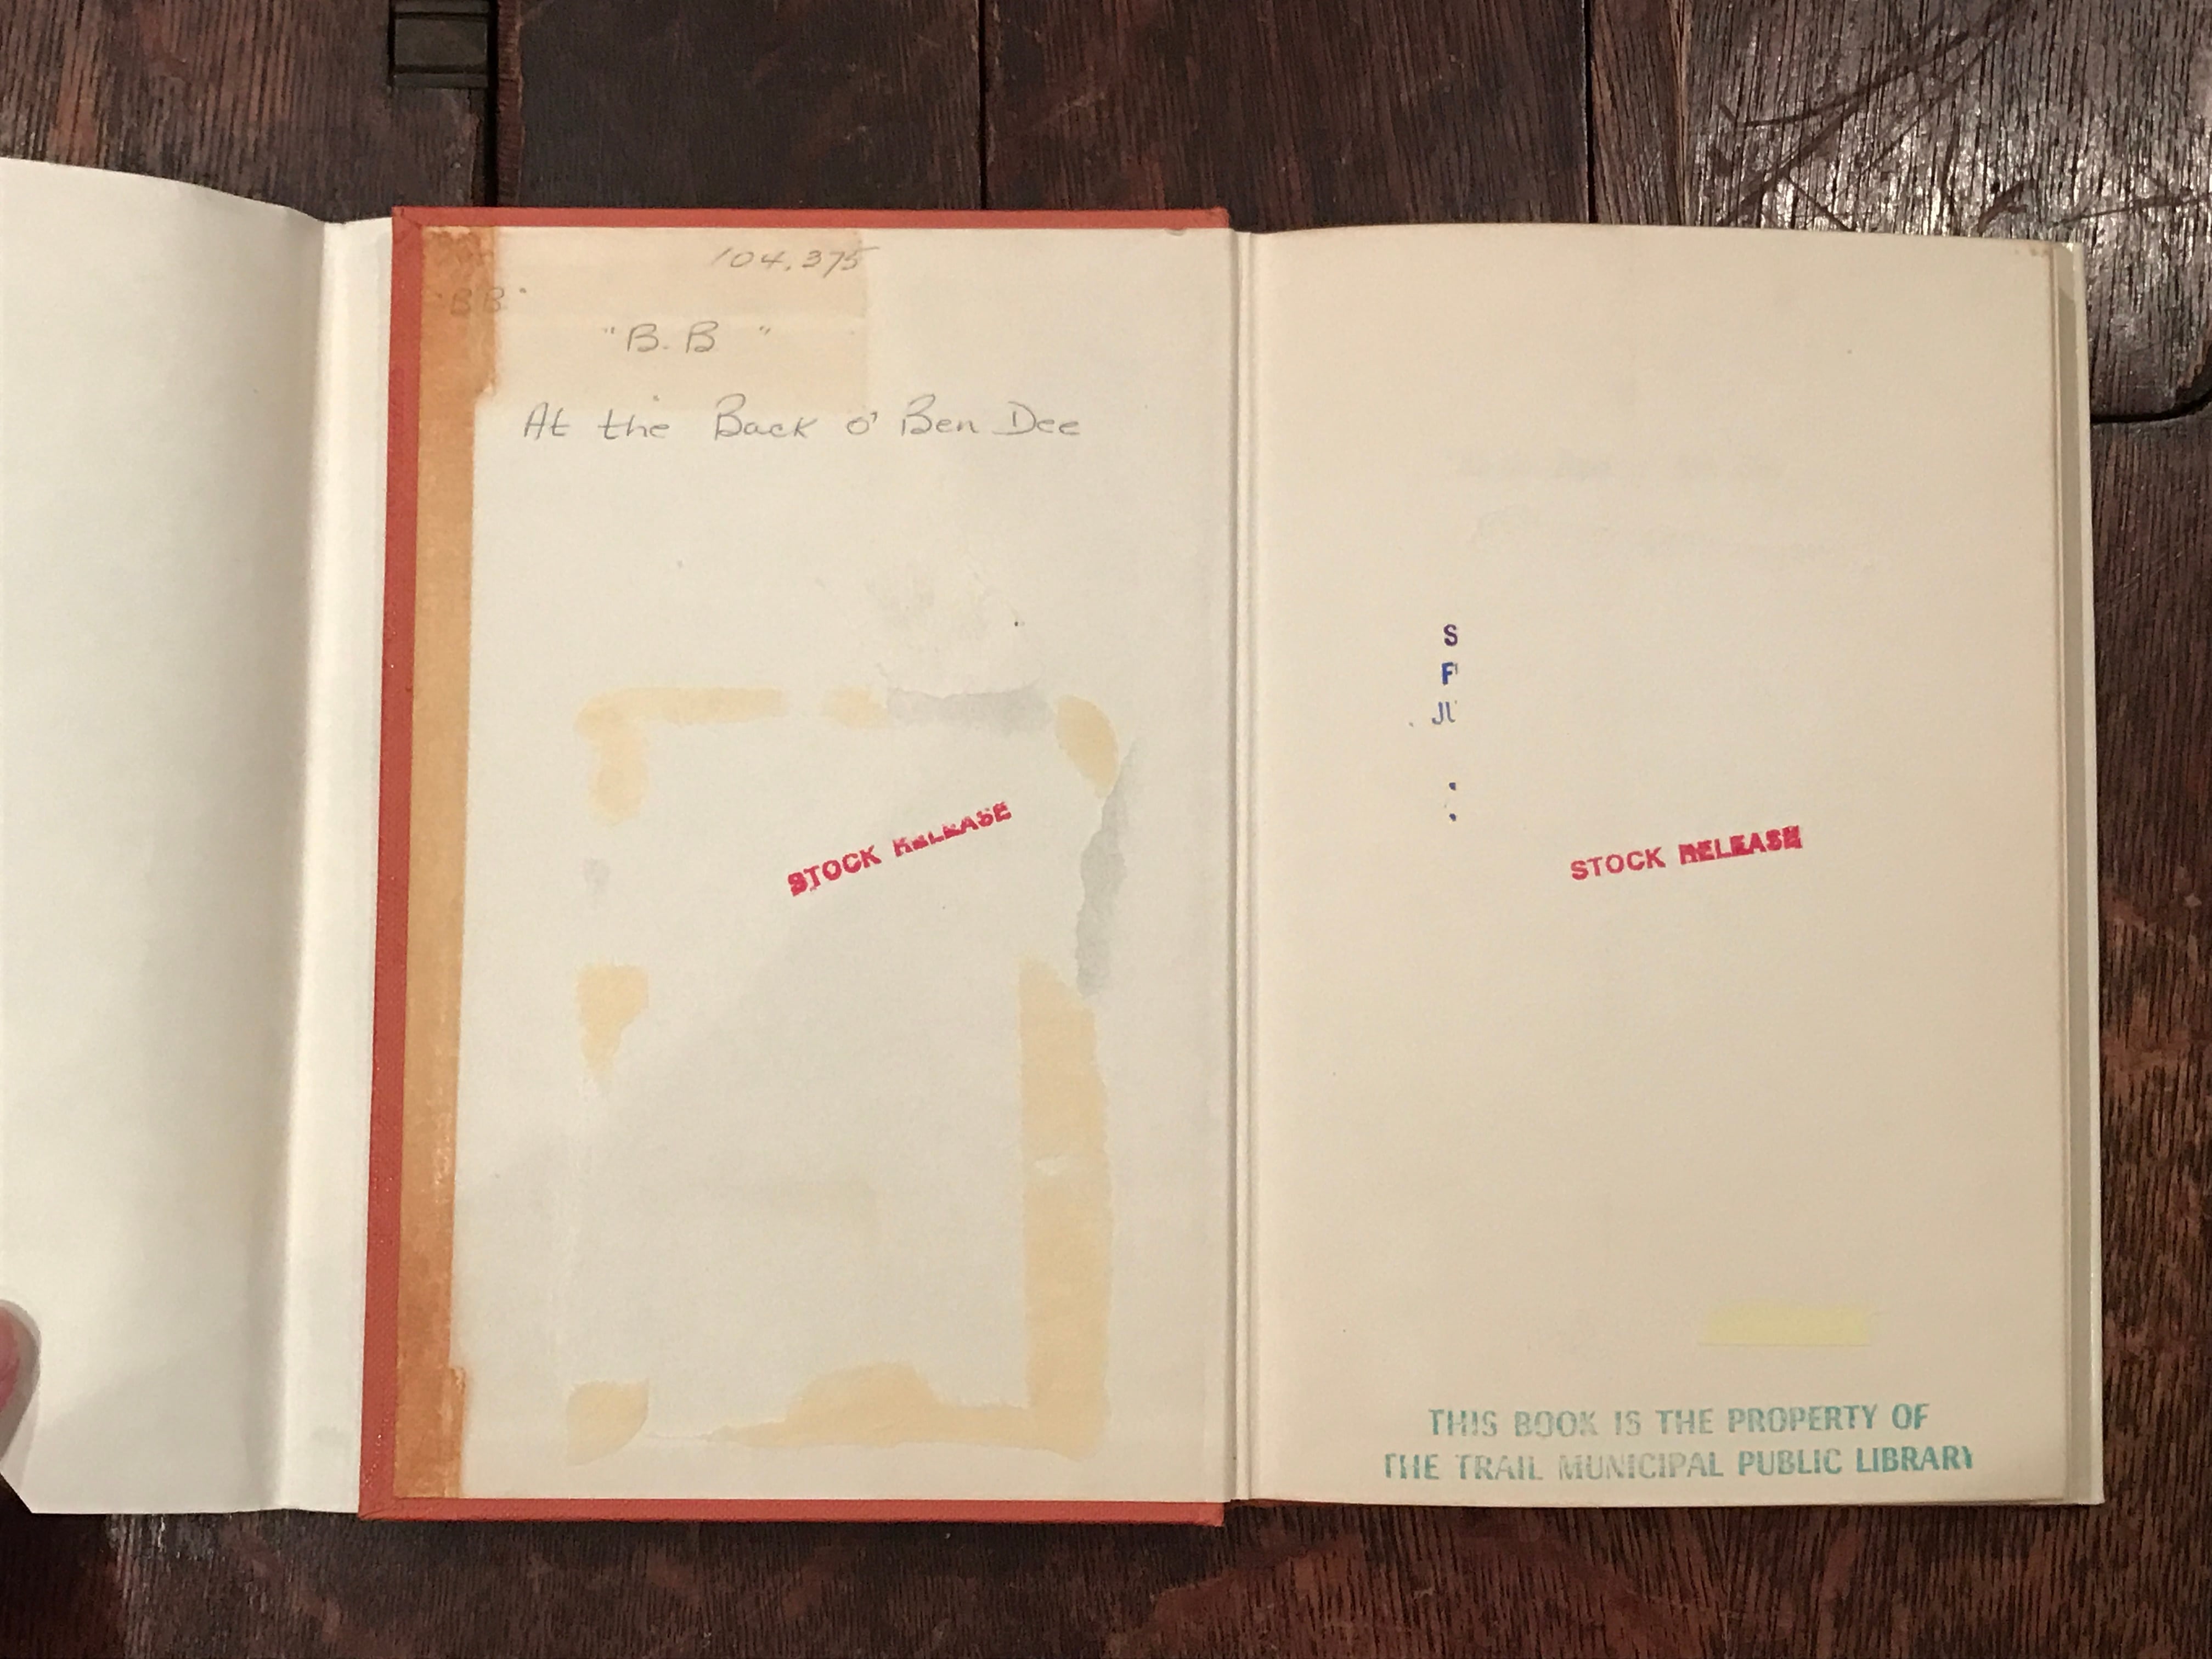 104,375
"B.B."
"B. B "
At the Back o' Ben Dee
STOCK RELEASE
S
F
JU
STOCK RELEASE
THIS BOOK IS THE PROPERTY OF
THE TRAIL MUNICIPAL PUBLIC LIBRARY